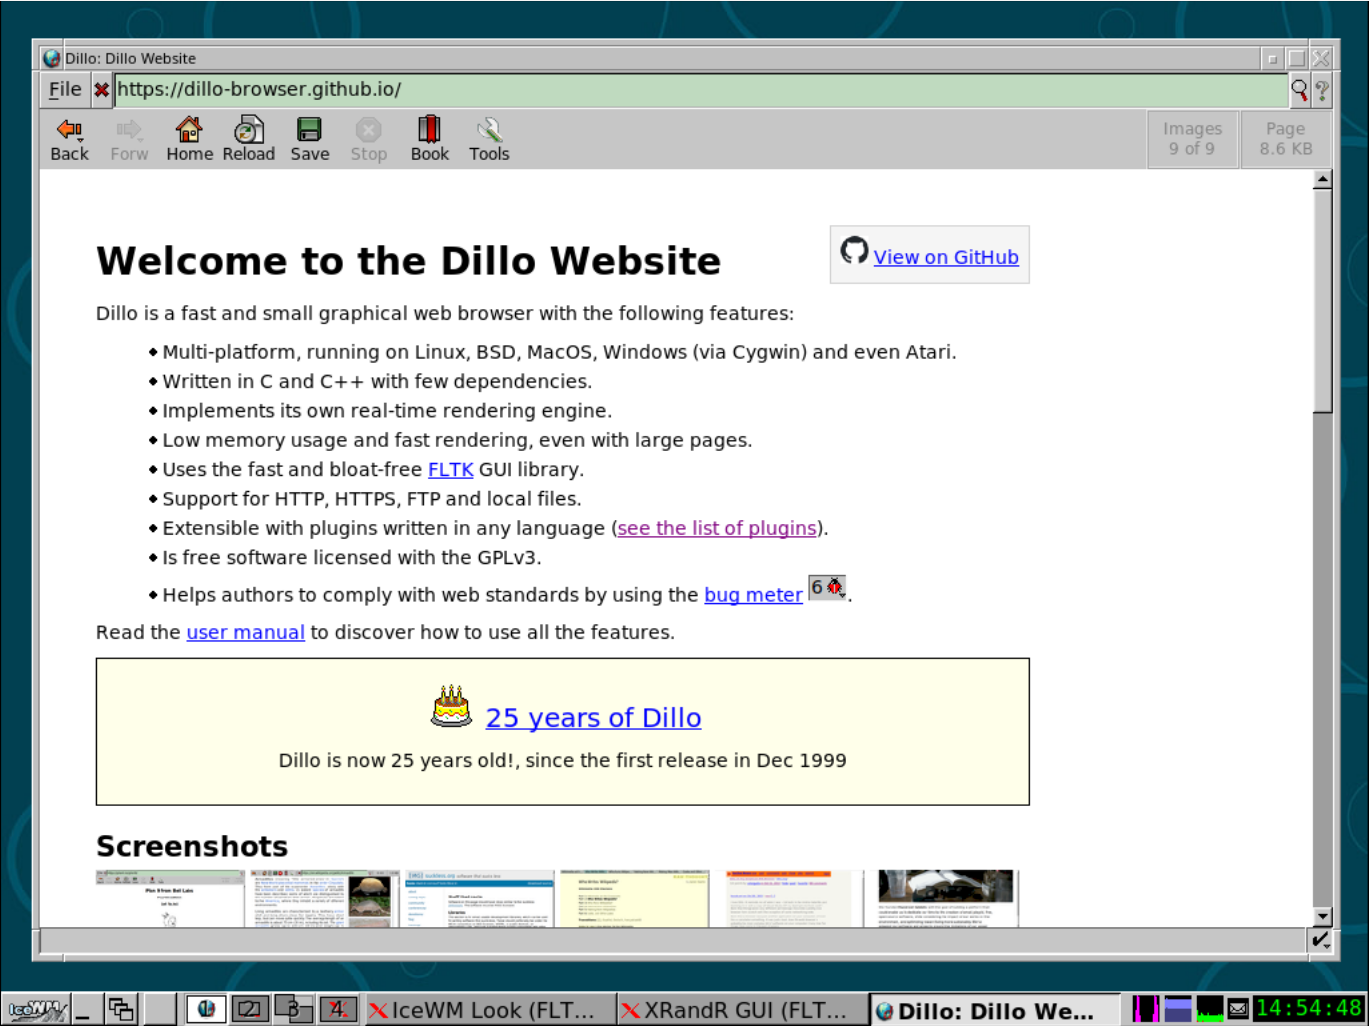 Dillo: Dillo Website
File https://dillo-browser.github.io/ ?
Back Forw Home Reload Save Stop Book Tools
Images
9 of 9
Page
8.6 KB
Welcome to the Dillo Website
View on GitHub
Dillo is a fast and small graphical web browser with the following features:
Multi-platform, running on Linux, BSD, MacOS, Windows (via Cygwin) and even Atari.
Written in C and C++ with few dependencies.
Implements its own real-time rendering engine.
Low memory usage and fast rendering, even with large pages.
Uses the fast and bloat-free FLTK GUI library.
Support for HTTP, HTTPS, FTP and local files.
Extensible with plugins written in any language (see the list of plugins).
Is free software licensed with the GPLv3.
Helps authors to comply with web standards by using the bug meter 6.
Read the user manual to discover how to use all the features.
25 years of Dillo
Dillo is now 25 years old!, since the first release in Dec 1999
Screenshots
Plan 9 from Bell Labs
IceWM 2 3 4 IceWM Look (FLT... XRandR GUI (FLT... Dillo: Dillo We... 14:54:48